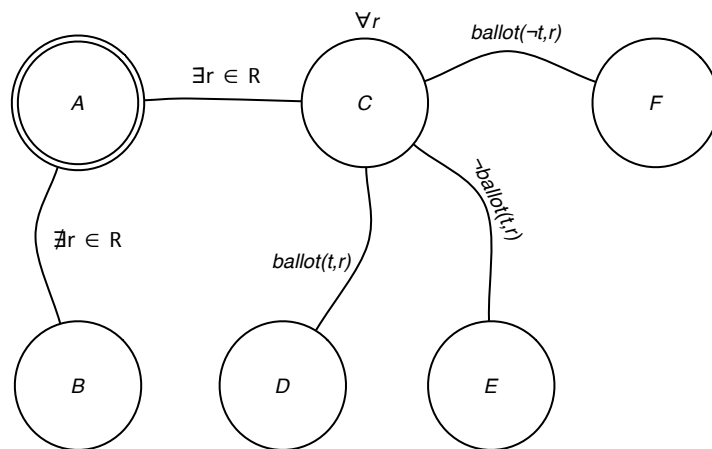 ∀r
ballot(¬t,r)
A
∃r ∈ R
C
F
∄r ∈ R
ballot(t,r)
¬ballot(t,r)
B
D
E